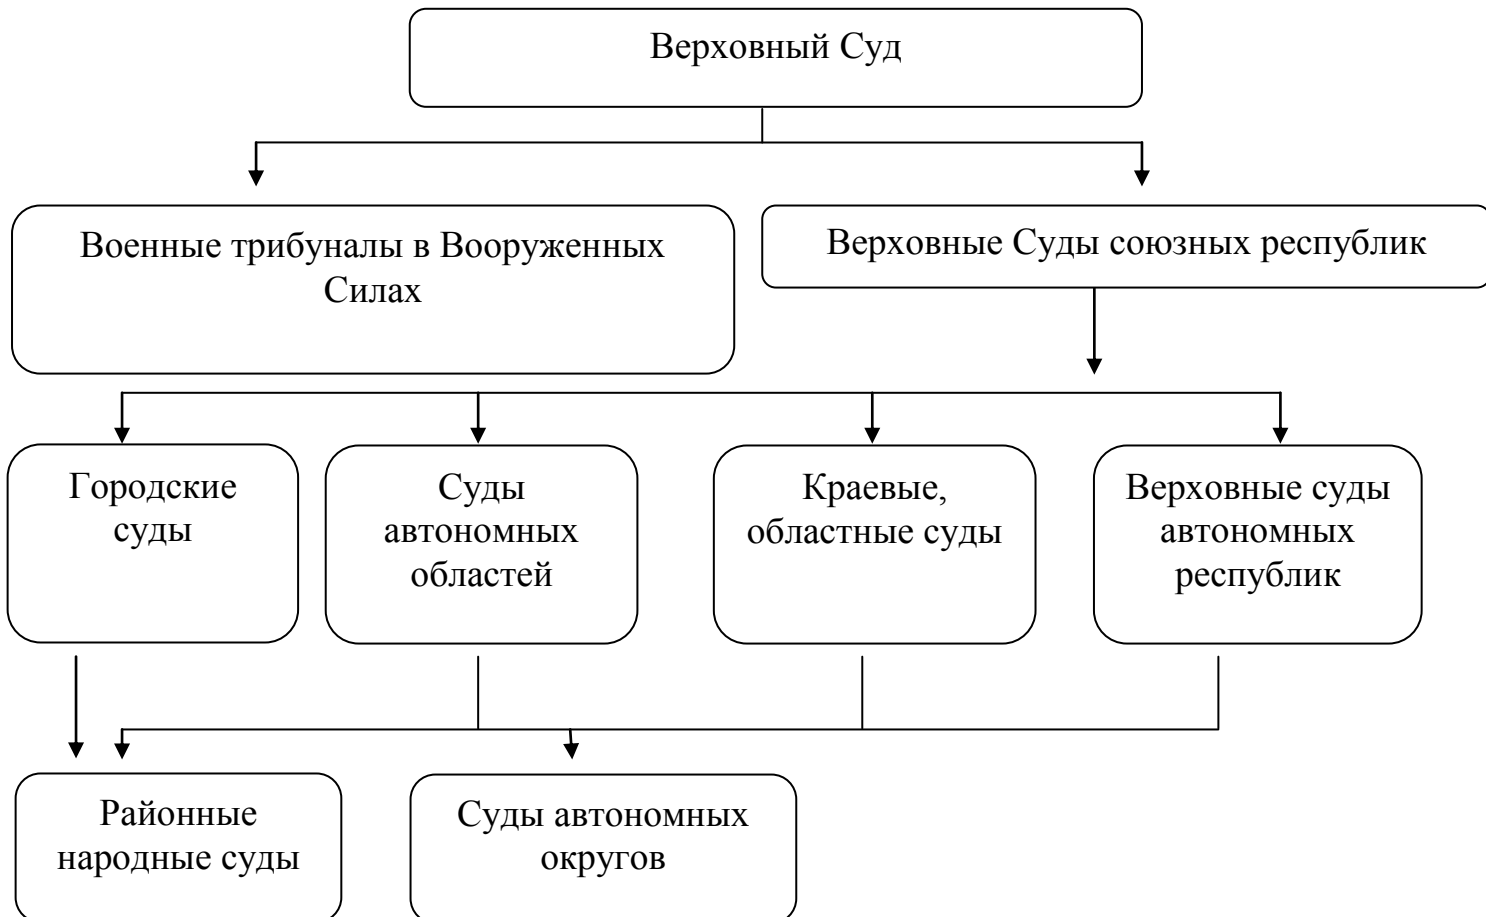 Верховный Суд
Военные трибуналы в Вооруженных
Силах
Верховные Суды союзных республик
Городские
суды
Суды
автономных
областей
Краевые,
областные суды
Верховные суды
автономных
республик
Районные
народные суды
Суды автономных
округов